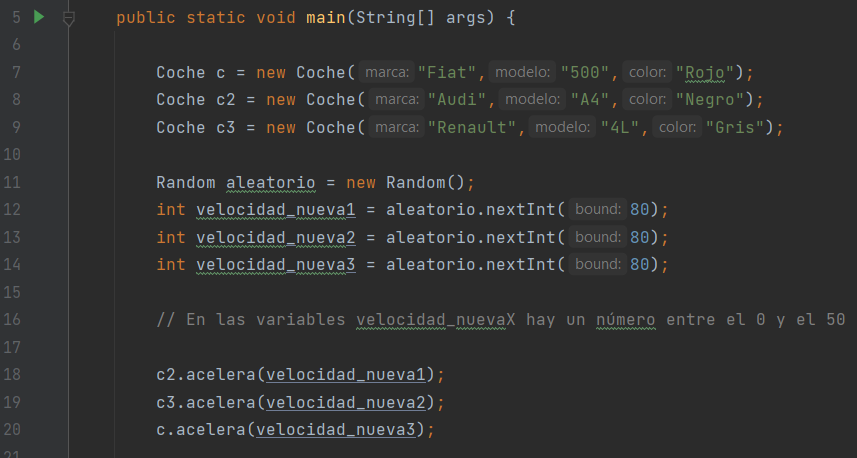 5 public static void main(String[] args) {
6
7 Coche c = new Coche( marca: "Fiat", modelo: "500", color: "Rojo");
8 Coche c2 = new Coche( marca: "Audi", modelo: "A4", color: "Negro");
9 Coche c3 = new Coche( marca: "Renault", modelo: "4L", color: "Gris");
10
11 Random aleatorio = new Random();
12 int velocidad_nueva1 = aleatorio.nextInt( bound: 80);
13 int velocidad_nueva2 = aleatorio.nextInt( bound: 80);
14 int velocidad_nueva3 = aleatorio.nextInt( bound: 80);
15
16 // En las variables velocidad_nuevaX hay un número entre el 0 y el 50
17
18 c2.acelera(velocidad_nueva1);
19 c3.acelera(velocidad_nueva2);
20 c.acelera(velocidad_nueva3);